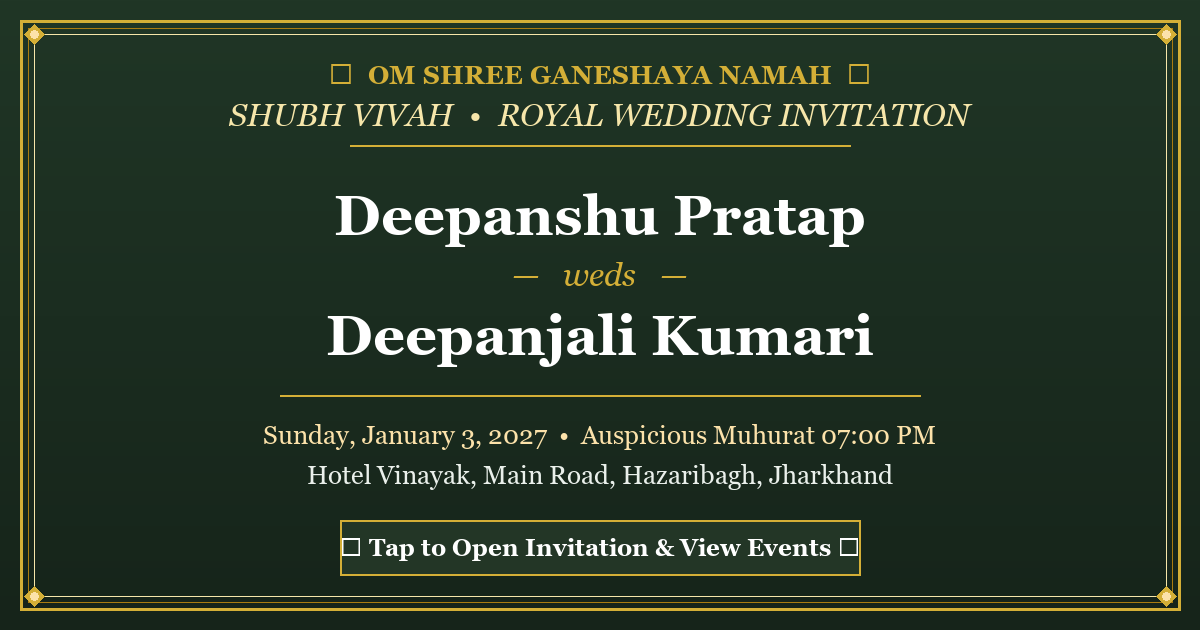 □ OM SHREE GANESHAYA NAMAH □
SHUBH VIVAH • ROYAL WEDDING INVITATION
Deepanshu Pratap
— weds —
Deepanjali Kumari
Sunday, January 3, 2027 • Auspicious Muhurat 07:00 PM
Hotel Vinayak, Main Road, Hazaribagh, Jharkhand
□ Tap to Open Invitation & View Events □